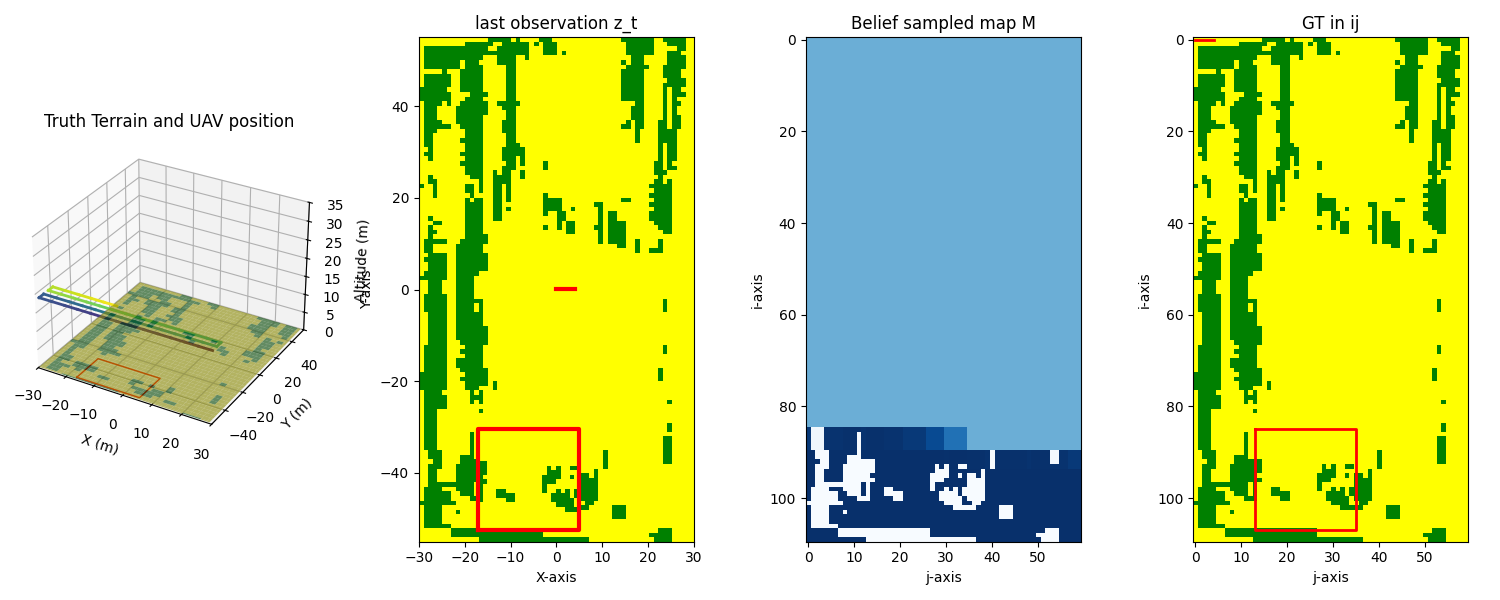 Truth Terrain and UAV position
35
30
25
20
15
10
5
0
Altitude (m)
−30
−20
−10
0
10
20
30
X (m)
−40
−20
0
20
40
Y (m)
last observation z_t
40
20
0
−20
−40
Y-axis
−30 −20 −10 0 10 20 30
X-axis
Belief sampled map M
0
20
40
60
80
100
i-axis
0 10 20 30 40 50
j-axis
GT in ij
0
20
40
60
80
100
i-axis
0 10 20 30 40 50
j-axis